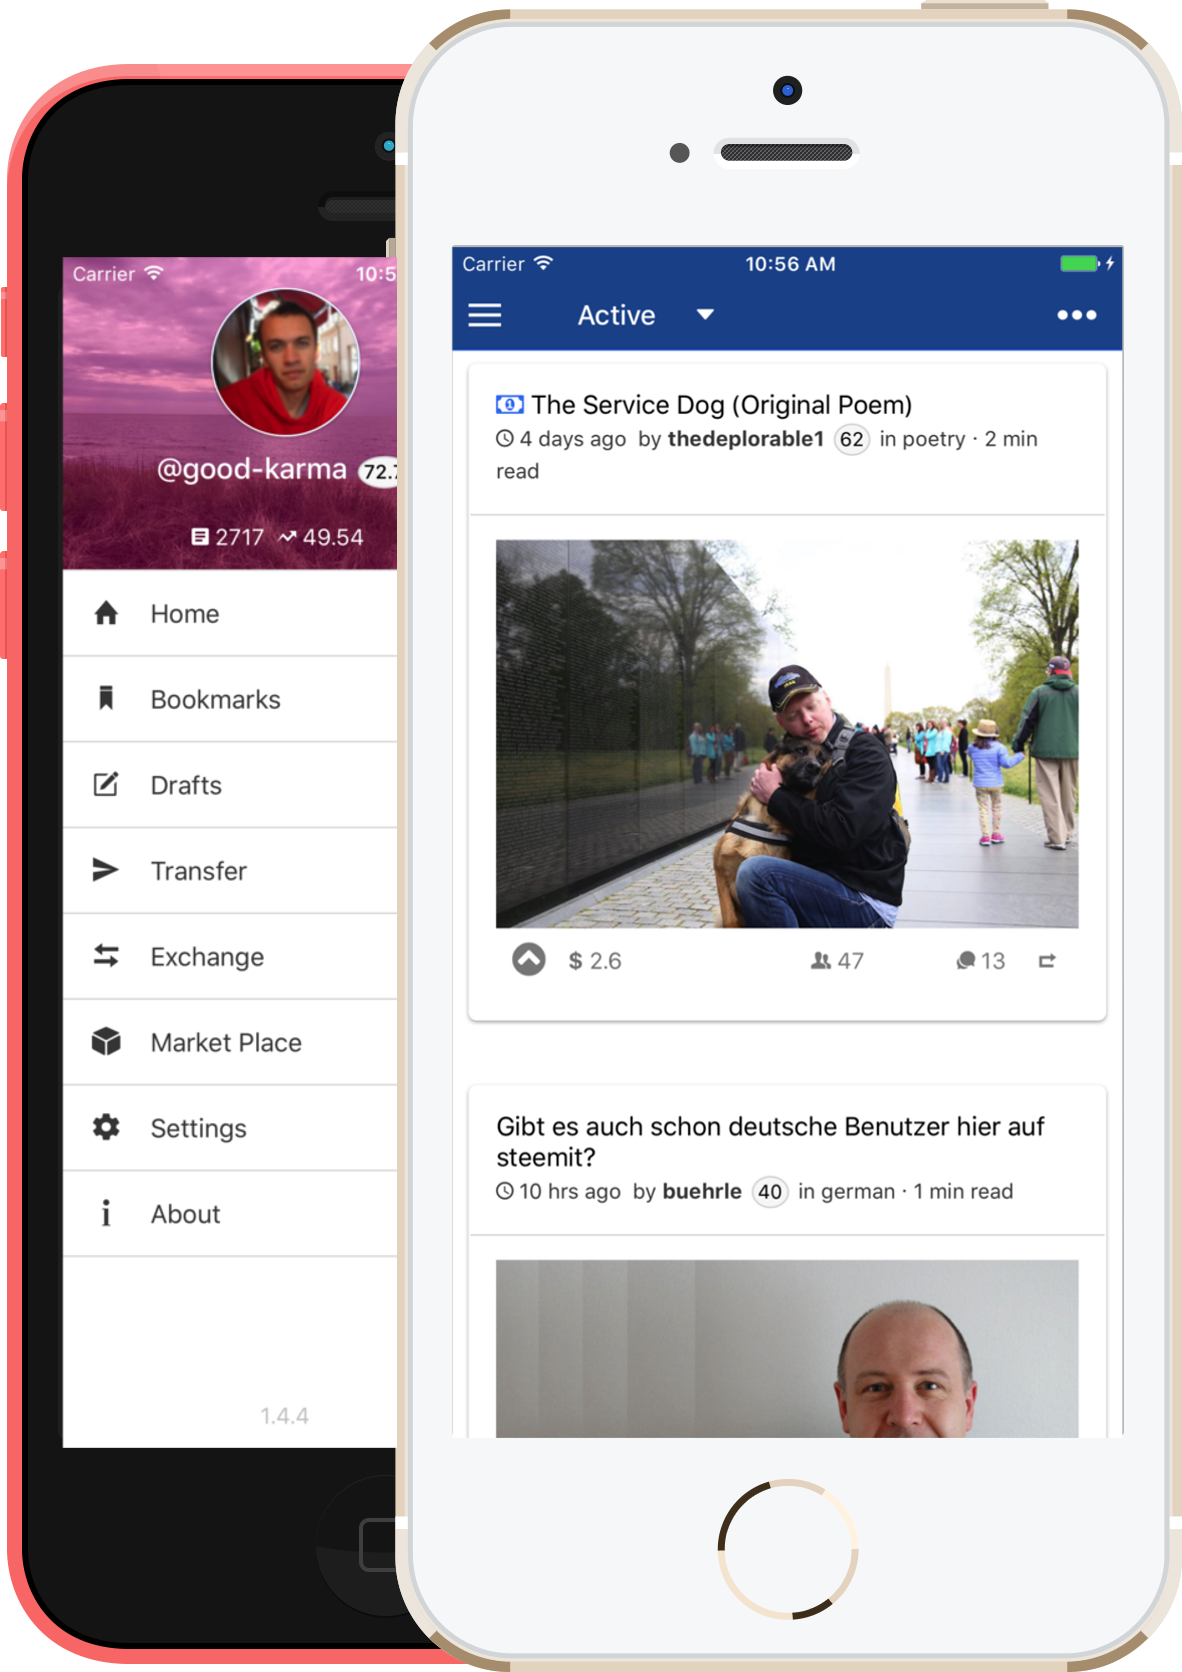 Carrier
10:5
@good-karma 72.7
2717 49.54
Home
Bookmarks
Drafts
Transfer
Exchange
Market Place
Settings
About
1.4.4
Carrier 10:56 AM
Active
The Service Dog (Original Poem)
4 days ago by thedeplorable1 62 in poetry · 2 min
read
$ 2.6 47 13
Gibt es auch schon deutsche Benutzer hier auf
steemit?
10 hrs ago by buehrle 40 in german · 1 min read